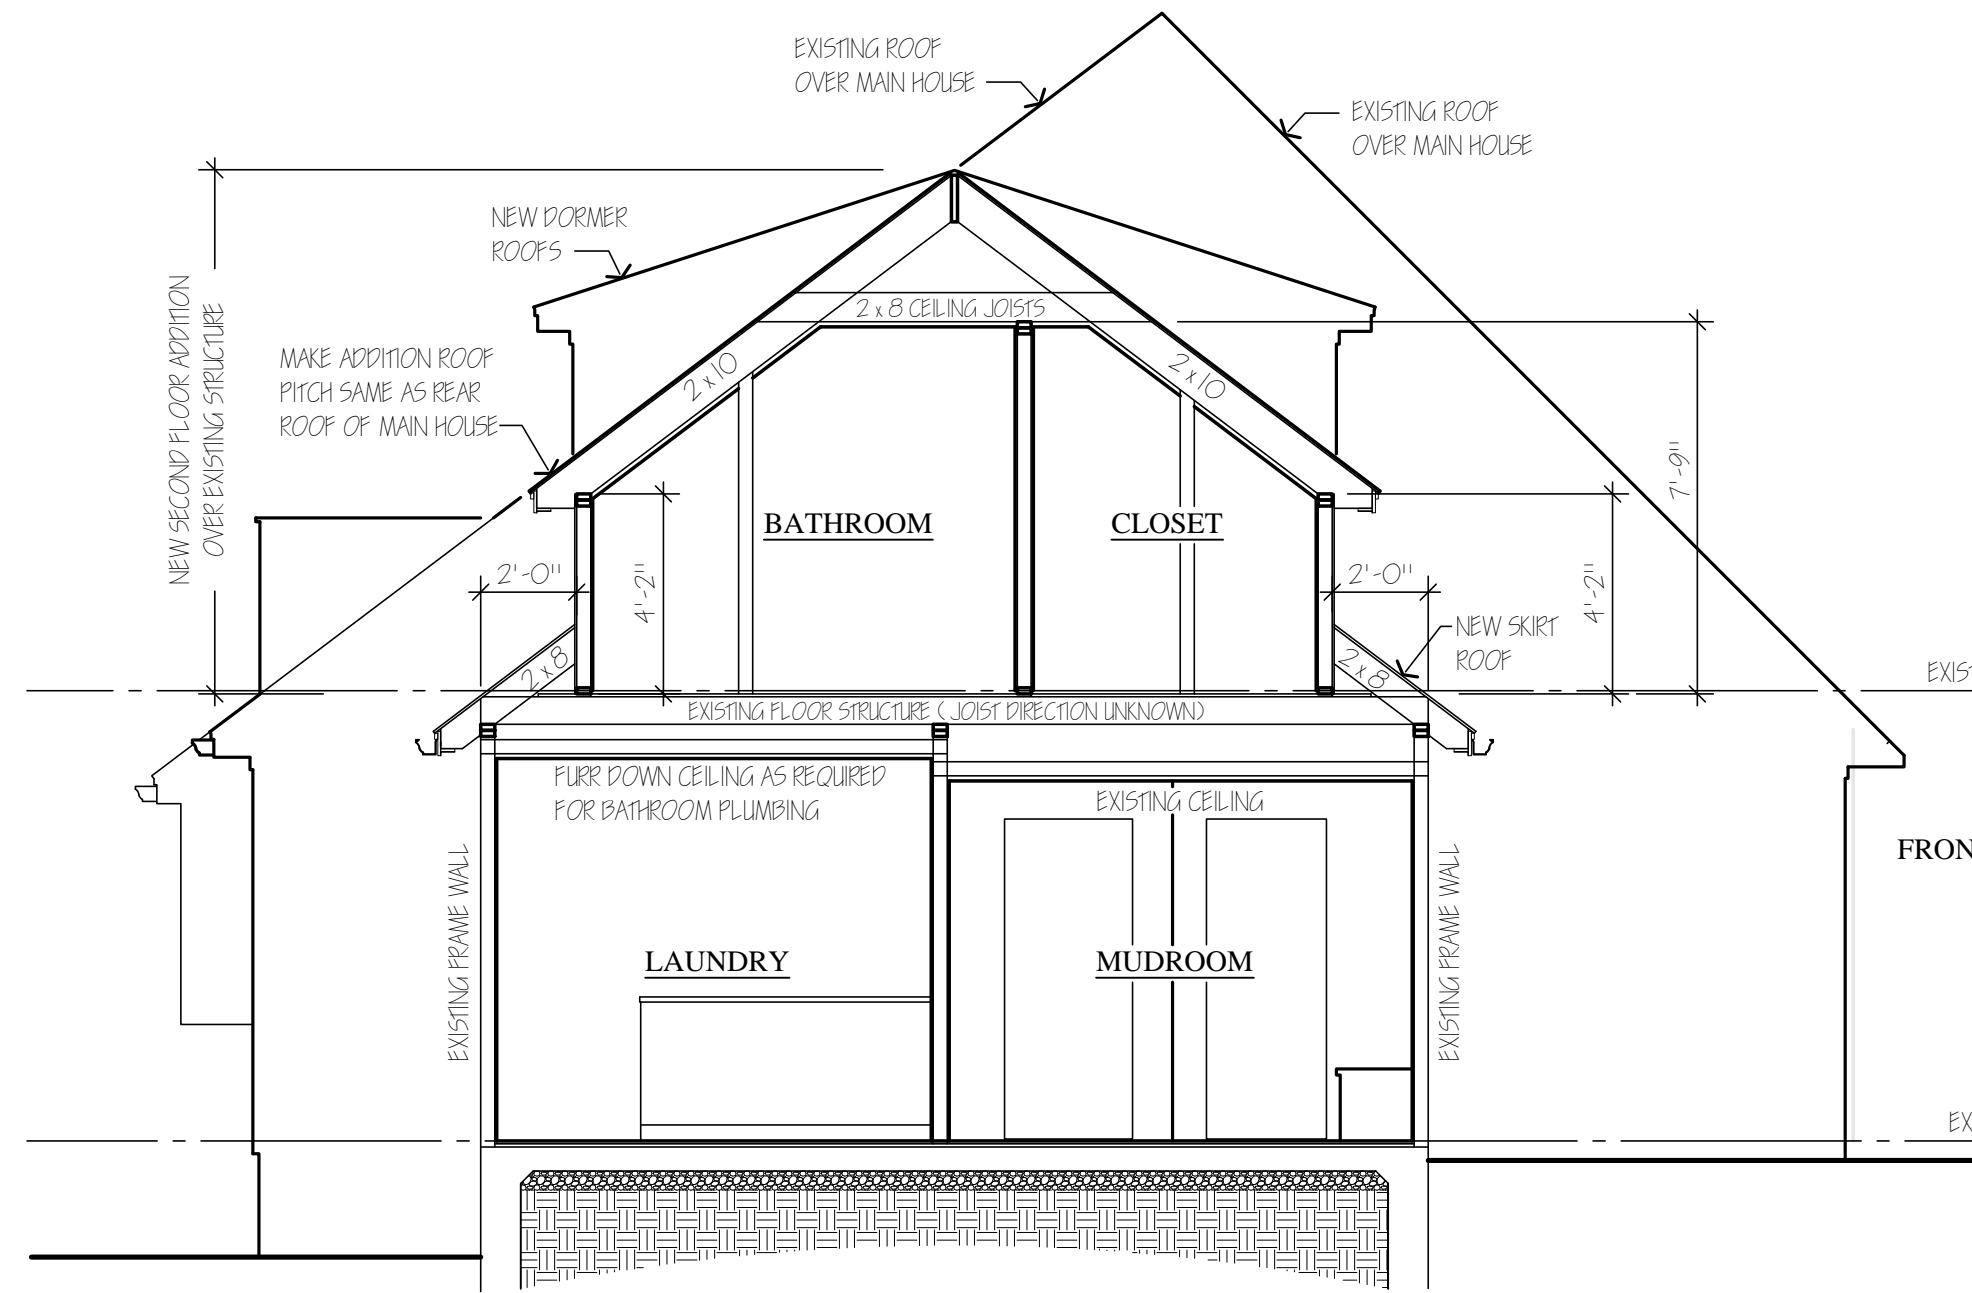 EXISTING ROOF
OVER MAIN HOUSE
EXISTING ROOF
OVER MAIN HOUSE
NEW DORMER
ROOFS
2 x 8 CEILING JOISTS
MAKE ADDITION ROOF
PITCH SAME AS REAR
ROOF OF MAIN HOUSE
NEW SECOND FLOOR ADDITION
OVER EXISTING STRUCTURE
2 x 10
2 x 10
7'-9"
BATHROOM
CLOSET
2'-0"
4'-2"
2'-0"
4'-2"
NEW SKIRT
ROOF
2 x 8
2 x 8
EXIST
EXISTING FLOOR STRUCTURE ( JOIST DIRECTION UNKNOWN)
FURR DOWN CEILING AS REQUIRED
FOR BATHROOM PLUMBING
EXISTING CEILING
EXISTING FRAME WALL
EXISTING FRAME WALL
FRON
LAUNDRY
MUDROOM
EX